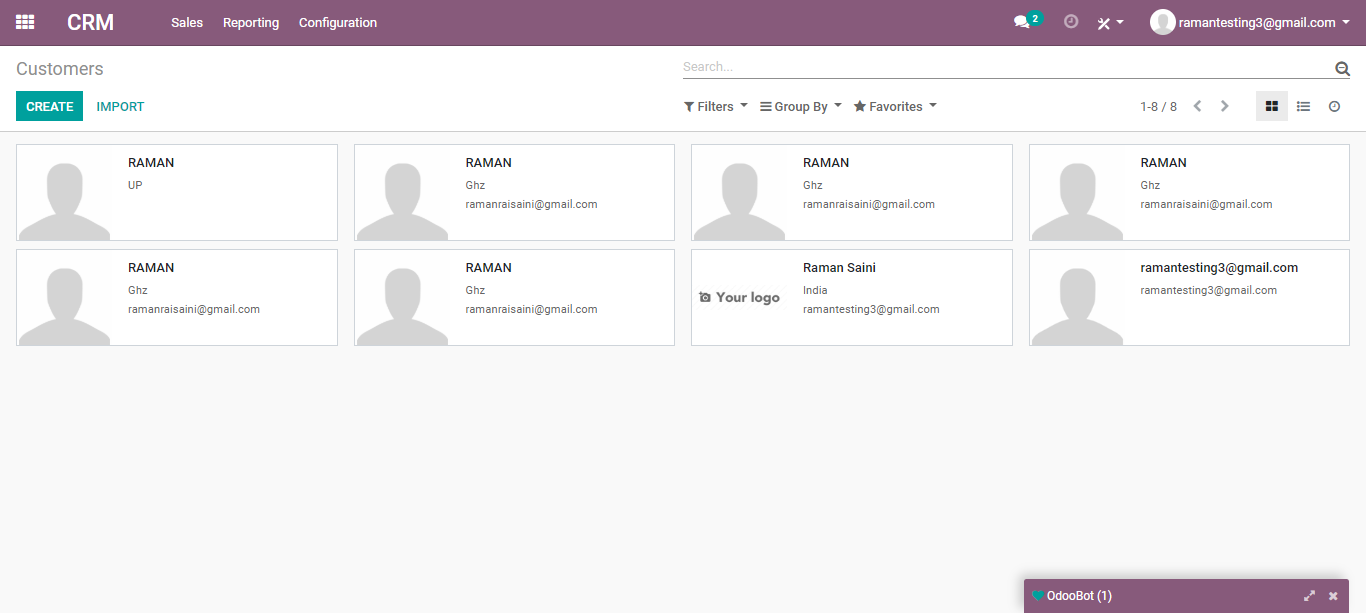 CRM Sales Reporting Configuration 2 ramantesting3@gmail.com
Customers Search...
CREATE IMPORT Filters Group By Favorites 1-8 / 8
RAMAN
UP
RAMAN
Ghz
ramanraisaini@gmail.com
RAMAN
Ghz
ramanraisaini@gmail.com
RAMAN
Ghz
ramanraisaini@gmail.com
RAMAN
Ghz
ramanraisaini@gmail.com
RAMAN
Ghz
ramanraisaini@gmail.com
Your logo
Raman Saini
India
ramantesting3@gmail.com
ramantesting3@gmail.com
ramantesting3@gmail.com
OdooBot (1)